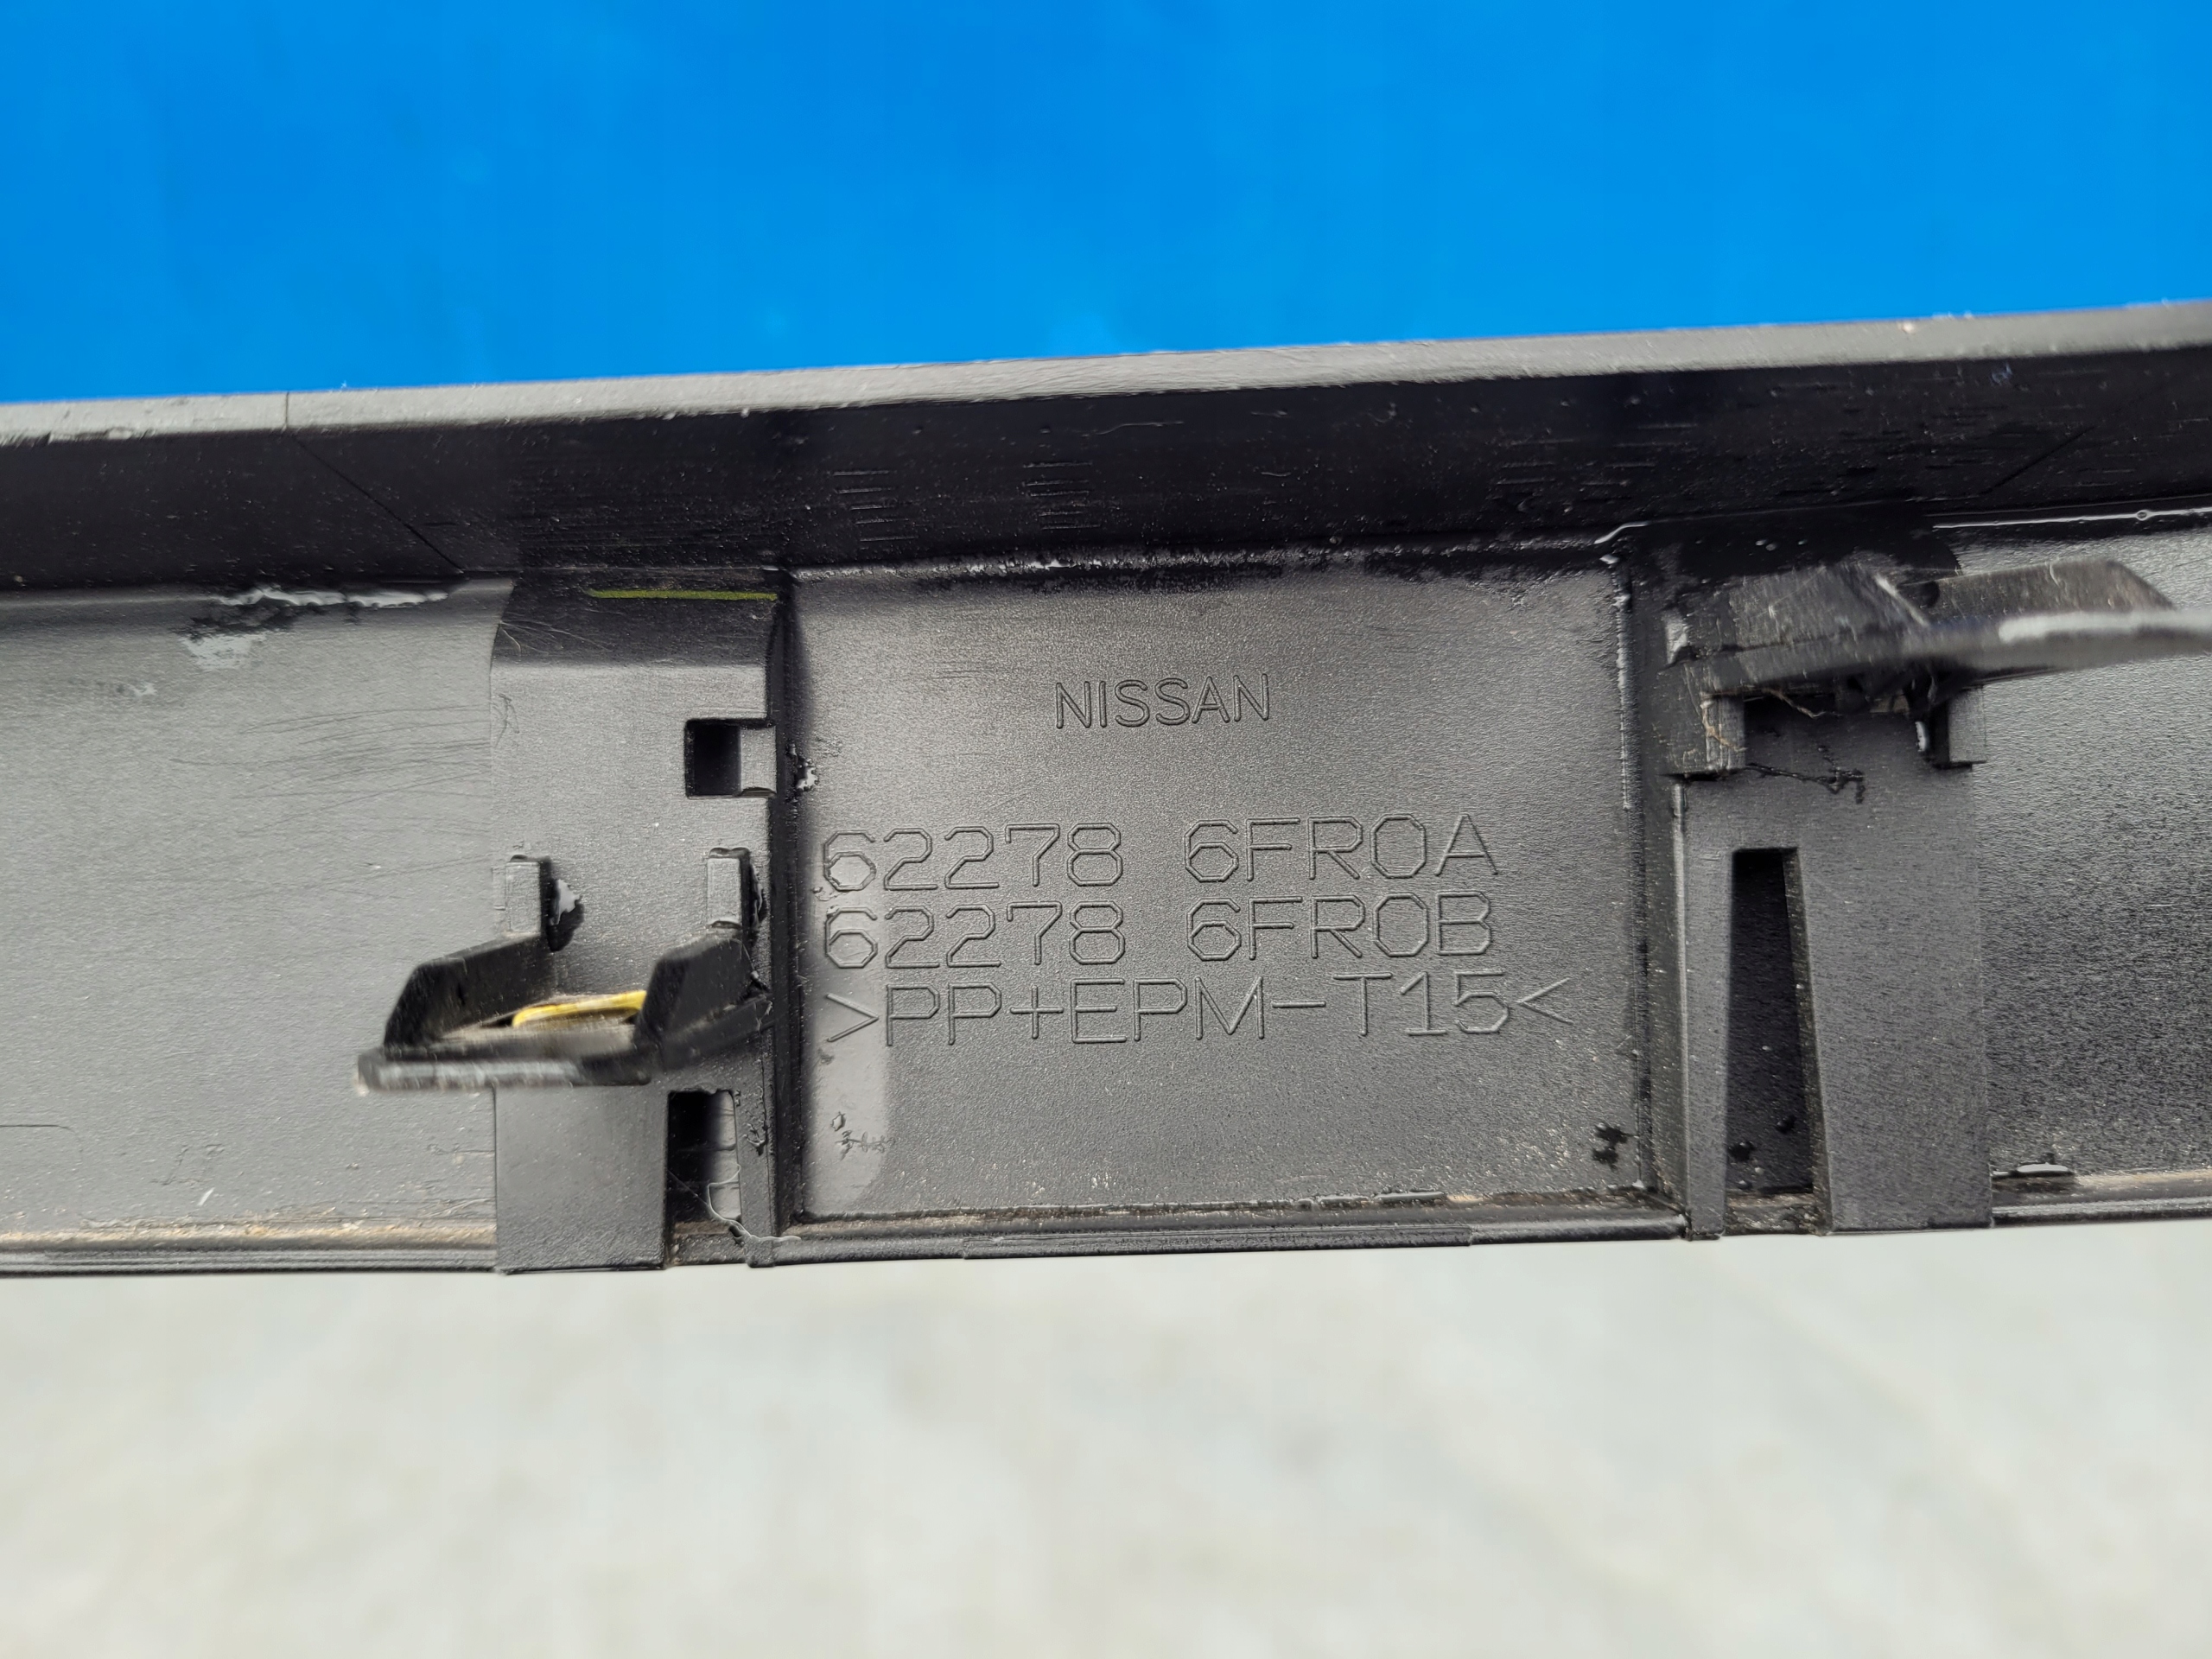 NISSAN
62278 6FR0A
62278 6FR0B
>PP+EPM-T15<